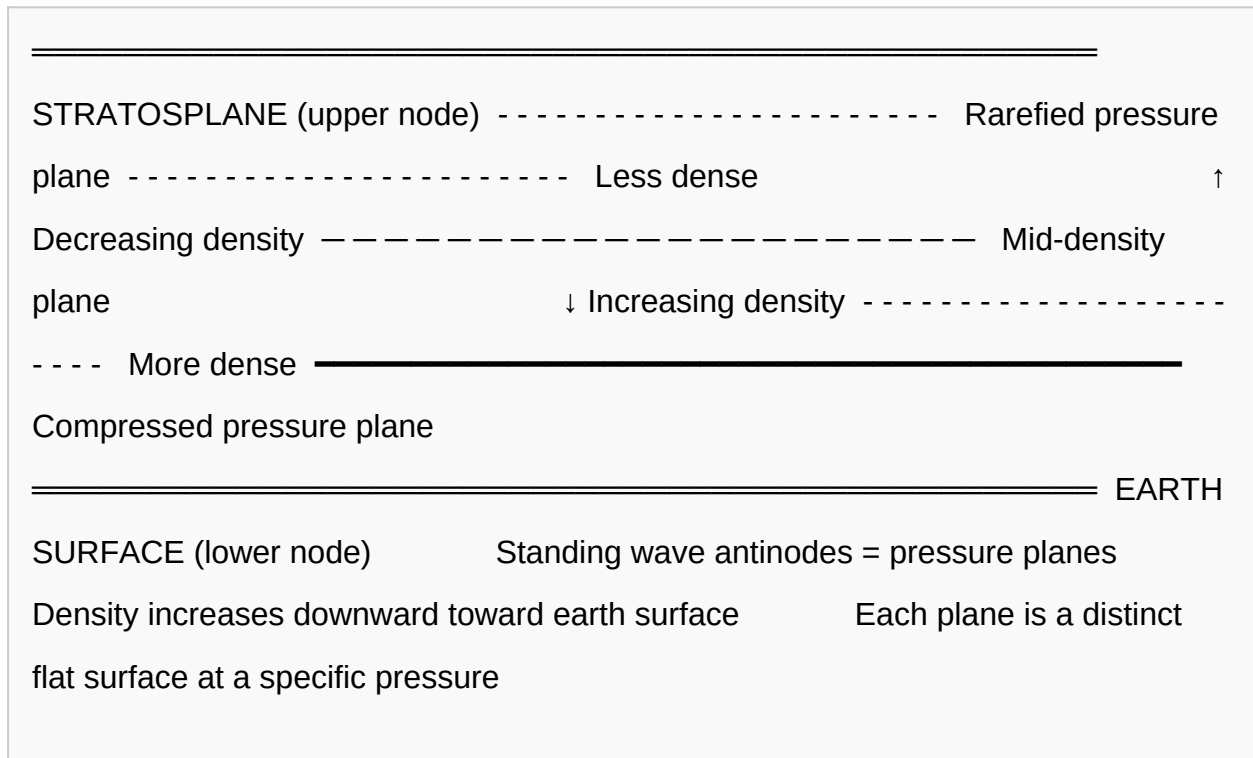 ═══════════════════════════════════════════════
STRATOSPLANE (upper node) - - - - - - - - - - - - - - - - - - - - - - - Rarefied pressure
plane - - - - - - - - - - - - - - - - - - - - - - - Less dense ↑
Decreasing density — — — — — — — — — — — — — — — — — — — — — Mid-density
plane ↓ Increasing density - - - - - - - - - - - - - - - - - - -
- - - - More dense ━━━━━━━━━━━━━━━━━━━━━━━━━━━
Compressed pressure plane
═══════════════════════════════════════════════ EARTH
SURFACE (lower node) Standing wave antinodes = pressure planes
Density increases downward toward earth surface Each plane is a distinct
flat surface at a specific pressure